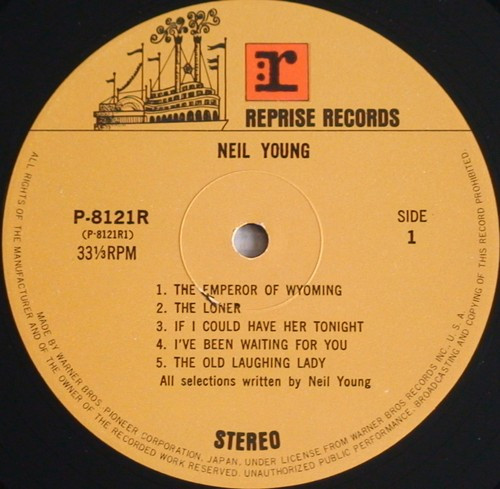 :r
REPRISE RECORDS
NEIL YOUNG
P-8121R
(P-8121R1)
33⅓RPM
SIDE
1
1. THE EMPEROR OF WYOMING
2. THE LONER
3. IF I COULD HAVE HER TONIGHT
4. I'VE BEEN WAITING FOR YOU
5. THE OLD LAUGHING LADY
All selections written by Neil Young
STEREO
ALL RIGHTS OF THE MANUFACTURER AND OF THE OWNER OF THE RECORDED WORK RESERVED. UNAUTHORIZED PUBLIC PERFORMANCE, BROADCASTING AND COPYING OF THIS RECORD PROHIBITED.
MADE BY WARNER BROS. PIONEER CORPORATION, JAPAN, UNDER LICENSE FROM WARNER BROS RECORDS INC., U.S.A.